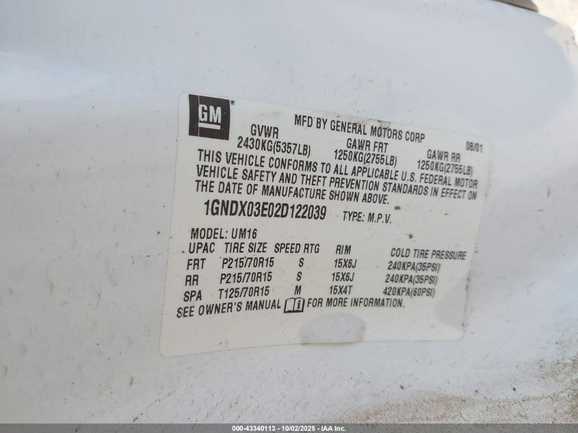 GM
MFD BY GENERAL MOTORS CORP
08/01
GVWR GAWR FRT GAWR RR
2430KG(5357LB) 1250KG(2755LB) 1250KG(2755LB)
THIS VEHICLE CONFORMS TO ALL APPLICABLE U.S. FEDERAL MOTOR
VEHICLE SAFETY AND THEFT PREVENTION STANDARDS IN EFFECT ON
THE DATE OF MANUFACTURE SHOWN ABOVE.
1GNDX03E02D122039 TYPE: M.P.V.
MODEL: UM16
UPAC TIRE SIZE SPEED RTG RIM COLD TIRE PRESSURE
FRT P215/70R15 S 15X6J 240KPA(35PSI)
RR P215/70R15 S 15X6J 240KPA(35PSI)
SPA T125/70R15 M 15X4T 420KPA(60PSI)
SEE OWNER'S MANUAL FOR MORE INFORMATION.
000-43340113 - 10/02/2025 - IAA Inc.